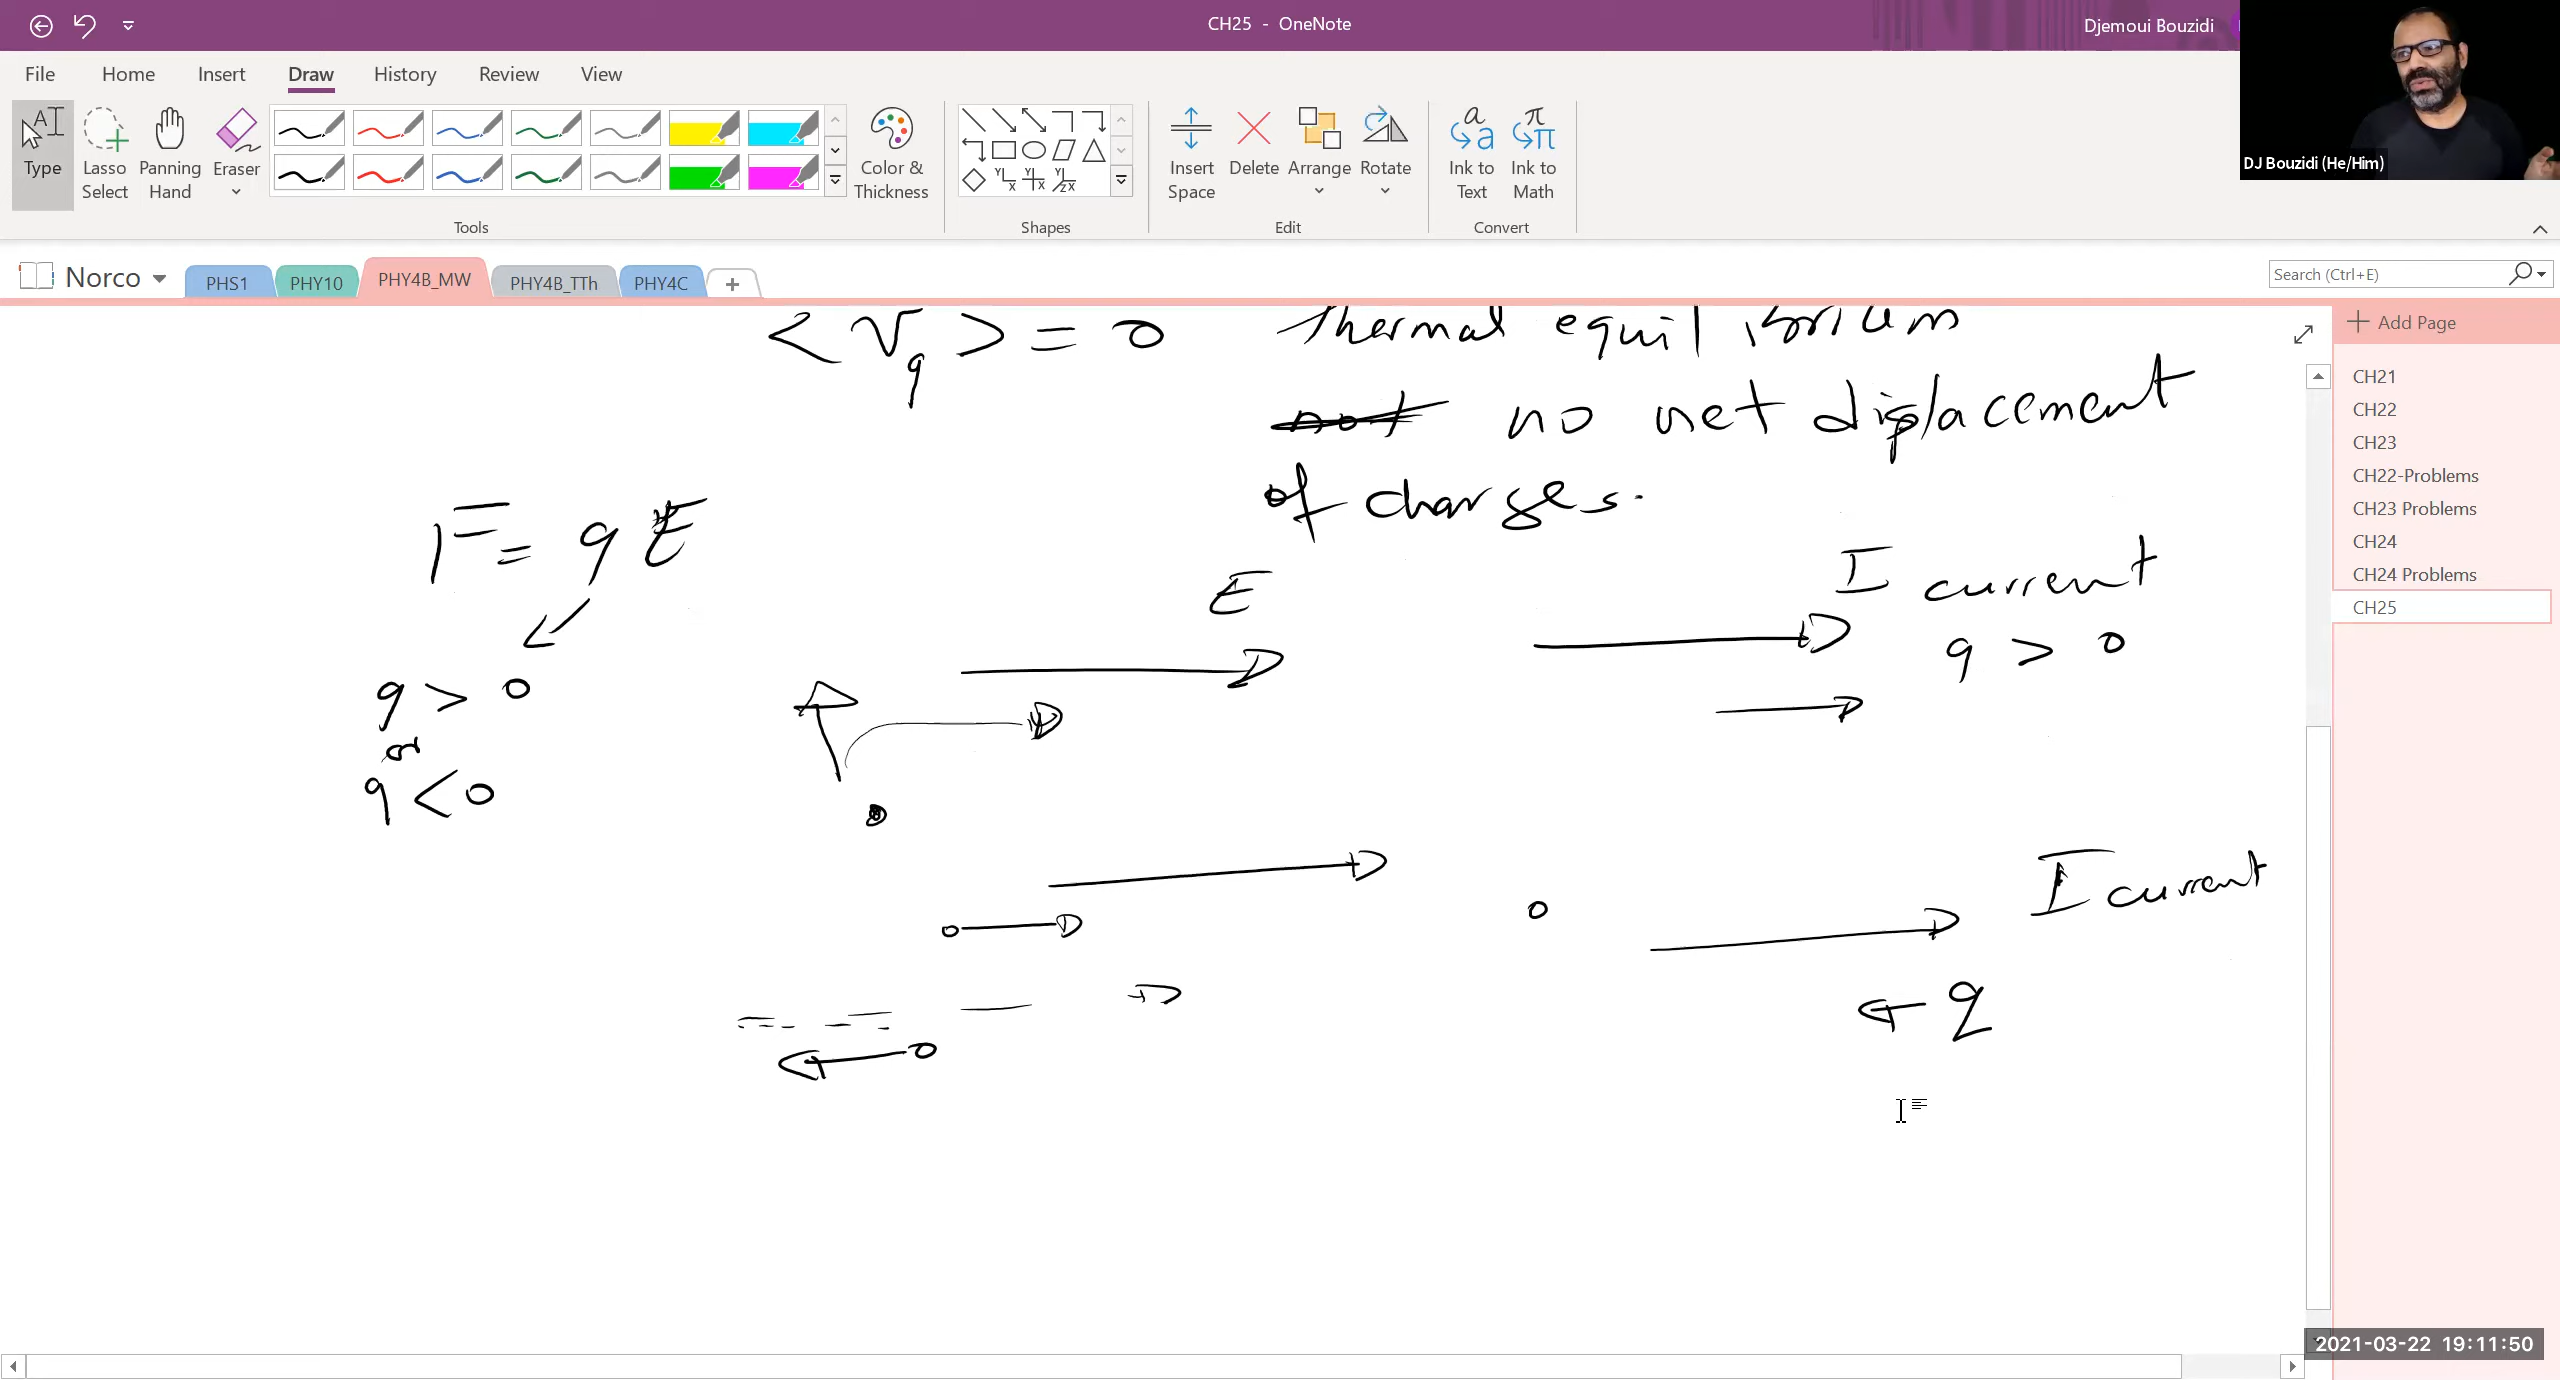 CH25 - OneNote
Djemoui Bouzidi
File Home Insert Draw History Review View
Type
Lasso Select
Panning Hand
Eraser
Color & Thickness
Insert Space
Delete
Arrange
Rotate
Ink to Text
Ink to Math
Tools
Shapes
Edit
Convert
DJ Bouzidi (He/Him)
Norco
PHS1
PHY10
PHY4B_MW
PHY4B_TTh
PHY4C
Search (Ctrl+E)
Add Page
CH21
CH22
CH23
CH22-Problems
CH23 Problems
CH24
CH24 Problems
CH25
<v_q> = 0 thermal equilibrium
not no net displacement
of charges.
F = qE
E
I current
q > 0
q > 0
or
q < 0
I current
q
2021-03-22 19:11:50